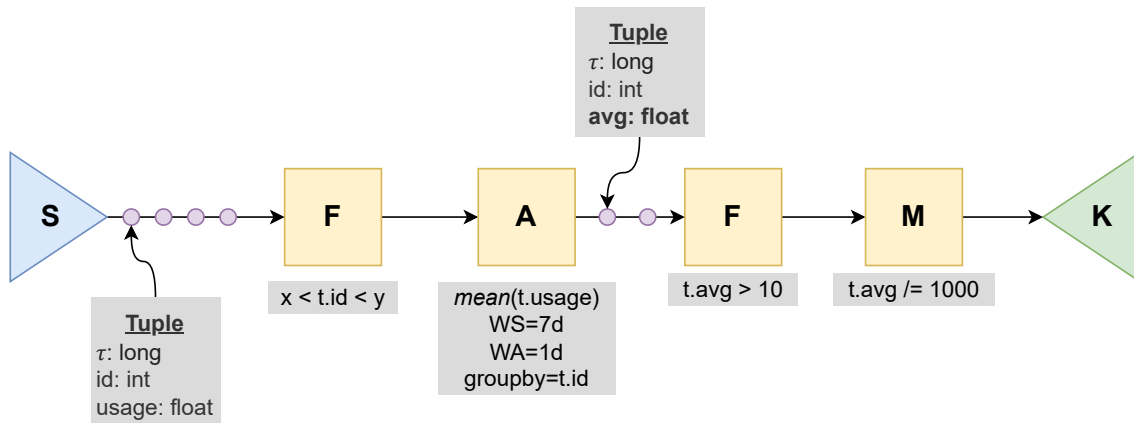 Tuple
τ: long
id: int
avg: float
S
F
A
F
M
K
x < t.id < y
mean(t.usage)
WS=7d
WA=1d
groupby=t.id
t.avg > 10
t.avg /= 1000
Tuple
τ: long
id: int
usage: float